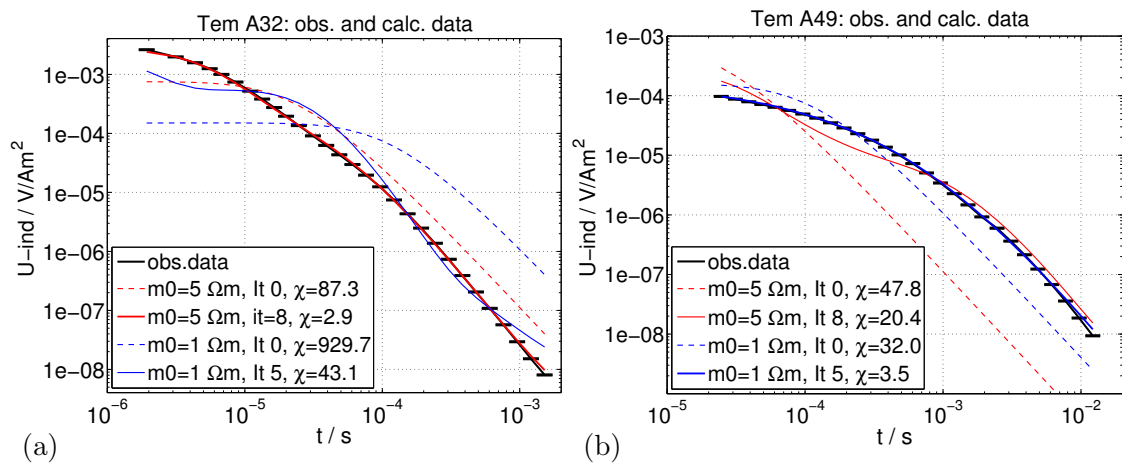 Tem A32: obs. and calc. data
U-ind / V/Am²
1e-03
1e-04
1e-05
1e-06
1e-07
1e-08
obs.data
m0=5 Ωm, It 0, χ=87.3
m0=5 Ωm, it=8, χ=2.9
m0=1 Ωm, It 0, χ=929.7
m0=1 Ωm, It 5, χ=43.1
10⁻⁶
10⁻⁵
10⁻⁴
10⁻³
t / s
(a)
Tem A49: obs. and calc. data
U-ind / V/Am²
1e-03
1e-04
1e-05
1e-06
1e-07
1e-08
obs.data
m0=5 Ωm, It 0, χ=47.8
m0=5 Ωm, It 8, χ=20.4
m0=1 Ωm, It 0, χ=32.0
m0=1 Ωm, It 5, χ=3.5
10⁻⁵
10⁻⁴
10⁻³
10⁻²
t / s
(b)